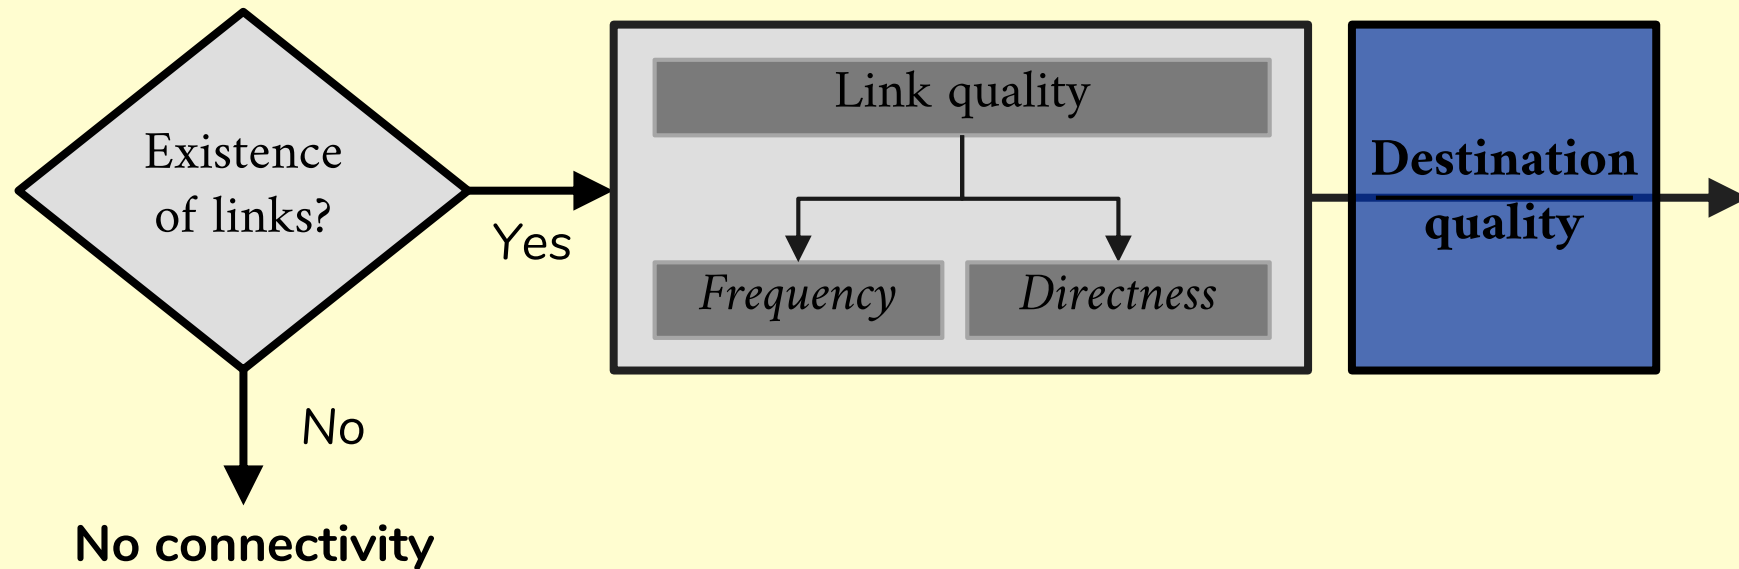 Existence
of links?
Yes
No
No connectivity
Link quality
Frequency
Directness
Destination
quality